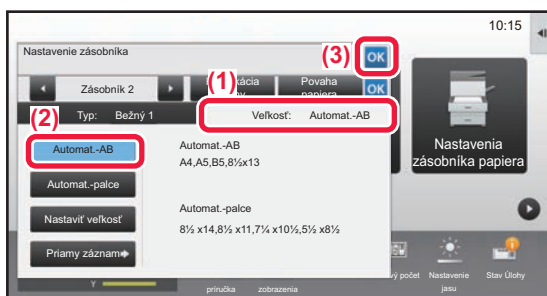 10:15
Nastavenie zásobníka
(3)
OK
Zásobník 2
(1)
Povaha
papiera
OK
(2)
Typ: Bežný 1
Veľkosť: Automat.-AB
Automat.-AB
Automat.-AB
A4,A5,B5,8½x13
Automat.-palce
Automat.-palce
Nastaviť veľkosť
8½ x14,8½ x11,7¼ x10½,5½ x8½
Priamy záznam
Nastavenia
zásobníka papiera
Y
príručka
zobrazenia
počet
Nastavenie
jasu
Stav Úlohy